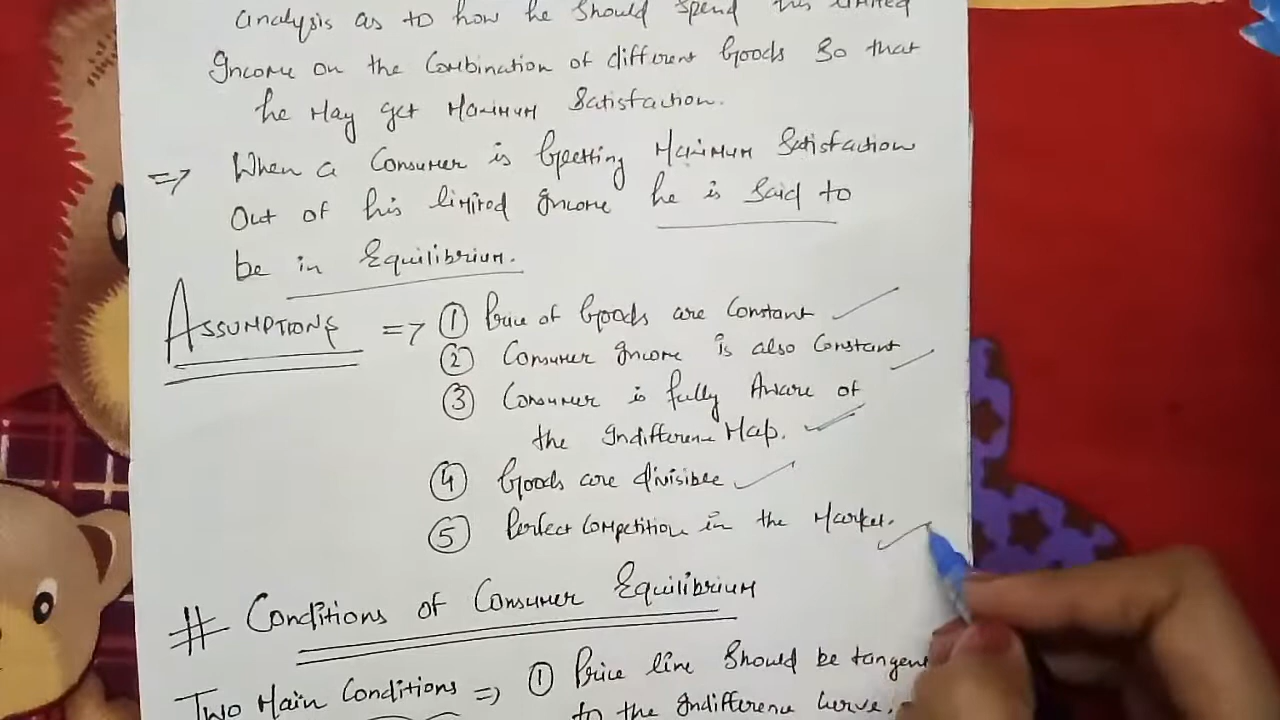 analysis as to how he should spend his limited
Income on the Combination of different Goods So that
he May get Maximum Satisfaction.
=> When a Consumer is Getting Maximum Satisfaction
Out of his limited Income he is Said to
be in Equilibrium.
ASSUMPTIONS => ① Price of Goods are Constant
② Consumer Income is also Constant
③ Consumer is fully Aware of
the Indifference Map.
④ Goods are divisible
⑤ Perfect Competition in the Market.
# Conditions of Consumer Equilibrium
Two Main Conditions => ① Price line Should be tangent
to the Indifference Curve.